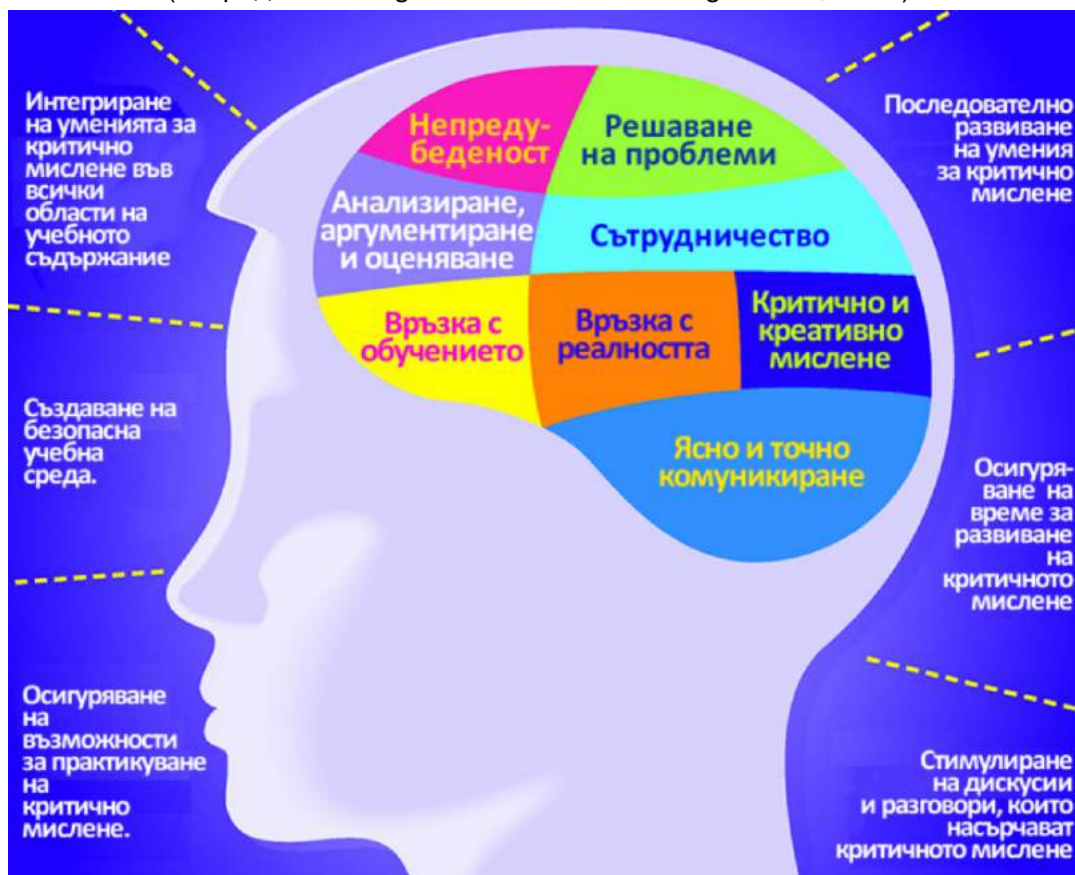 Интегриране
на уменията за
критично
мислене във
всички
области на
учебното
съдържание
Създаване на
безопасна
учебна
среда.
Осигуряване
на
възможности
за практикуване
на
критично
мислене.
Непреду-
беденост
Решаване
на проблеми
Анализиране,
аргументиране
и оценяване
Сътрудничество
Връзка с
обучението
Връзка с
реалността
Критично и
креативно
мислене
Ясно и точно
комуникиране
Последователно
развиване
на умения
за критично
мислене
Осигуря-
ване на
време за
развиване
на
критичното
мислене
Стимулиране
на дискусии
и разговори, които
насърчават
критичното мислене